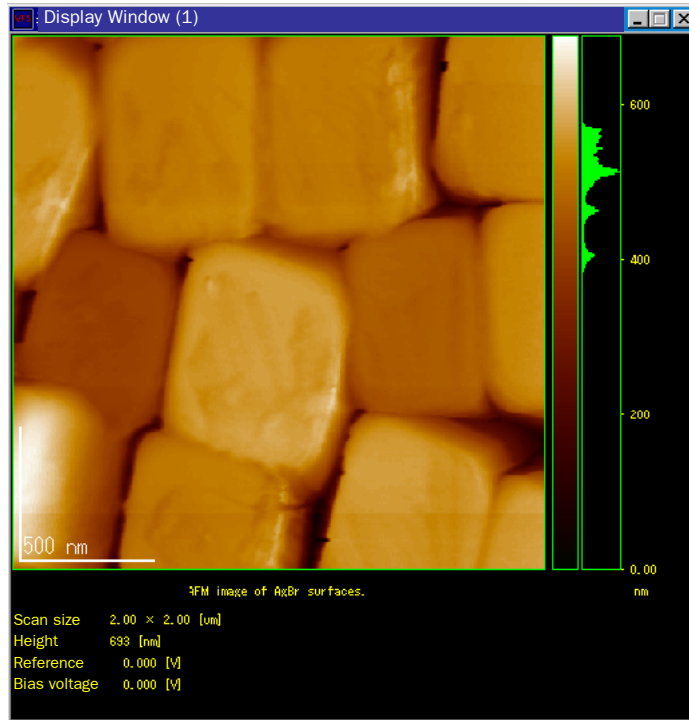 Display Window (1)
600
400
200
0.00
nm
500 nm
AFM image of AgBr surfaces.
Scan size 2.00 × 2.00 [um]
Height 693 [nm]
Reference 0.000 [V]
Bias voltage 0.000 [V]